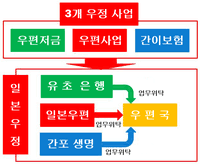 3개 우정 사업
우편저금 우편사업 간이보험
일본우정
유초 은행
업무위탁
일본우편
업무위탁
우편국
간포 생명
업무위탁